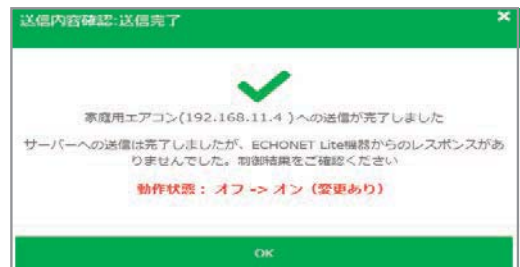 送信内容確認:送信完了
×
家庭用エアコン(192.168.11.4 )への送信が完了しました
サーバーへの送信は完了しましたが、ECHONET Lite機器からのレスポンスがあ
りませんでした。制御結果をご確認ください
動作状態： オフ -> オン（変更あり）
OK